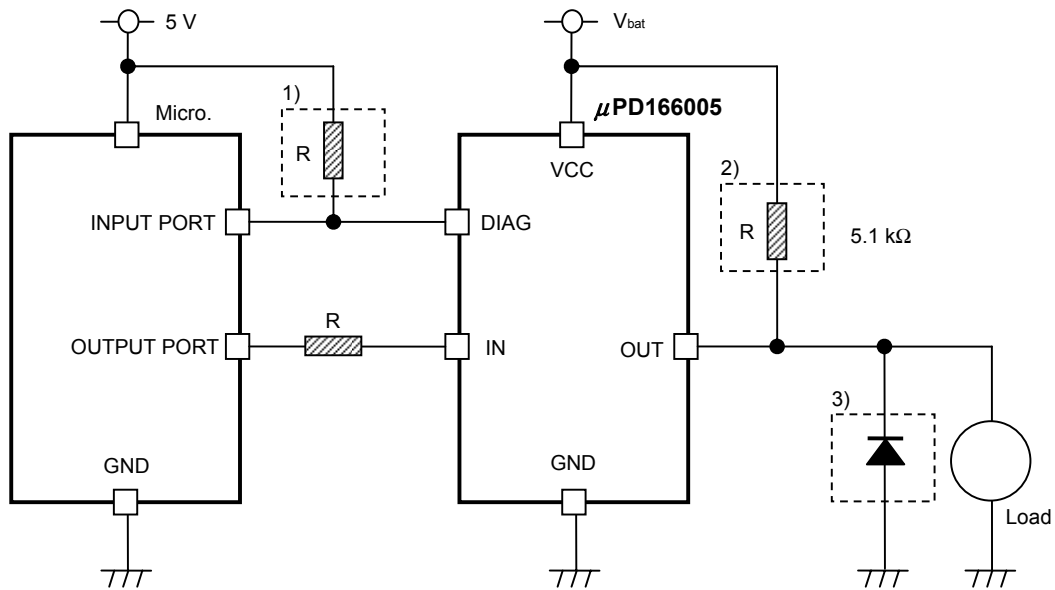 5 V
Vbat
1)
Micro.
μPD166005
R
VCC
2)
INPUT PORT
DIAG
R
5.1 kΩ
R
OUTPUT PORT
IN
OUT
3)
GND
GND
Load